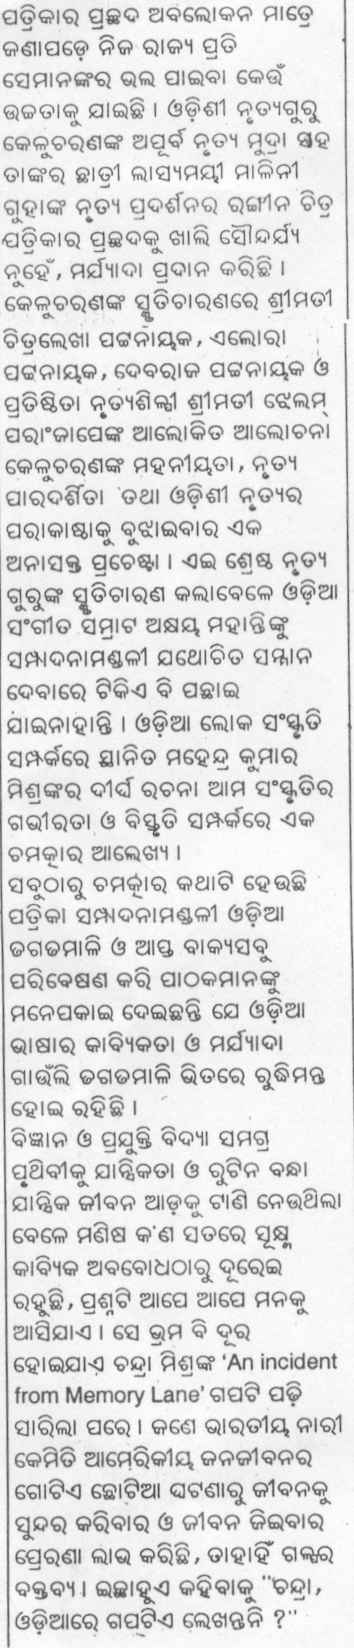 ପତ୍ରିକାର ପ୍ରଚ୍ଛଦ ଅବଲୋକନ ମାତ୍ରେ
ଜଣାପଡ଼େ ନିଜ ରାଜ୍ୟ ପ୍ରତି
ସେମାନଙ୍କର ଭଲ ପାଇବା କେଉଁ
ଉଚ୍ଚତାକୁ ଯାଇଛି । ଓଡ଼ିଶୀ ନୃତ୍ୟଗୁରୁ
କେଳୁଚରଣଙ୍କ ଅପୂର୍ବ ନୃତ୍ୟ ମୁଦ୍ରା ସହ
ତାଙ୍କର ଛାତ୍ରୀ ଲାସ୍ୟମୟୀ ମାଳିନୀ
ଗୁହାଙ୍କ ନୃତ୍ୟ ପ୍ରଦର୍ଶନର ରଙ୍ଗୀନ ଚିତ୍ର
ପତ୍ରିକାର ପ୍ରଚ୍ଛଦକୁ ଖାଲି ସୌନ୍ଦର୍ଯ୍ୟ
ନୁହେଁ, ମର୍ଯ୍ୟାଦା ପ୍ରଦାନ କରିଛି ।
କେଳୁଚରଣଙ୍କ ସ୍ମୃତିଚାରଣରେ ଶ୍ରୀମତୀ
ଚିତ୍ରଲେଖା ପଟ୍ଟନାୟକ, ଏଲୋରା
ପଟ୍ଟନାୟକ, ଦେବରାଜ ପଟ୍ଟନାୟକ ଓ
ପ୍ରତିଷ୍ଠିତା ନୃତ୍ୟଶିଳ୍ପୀ ଶ୍ରୀମତୀ ଝେଲମ୍
ପରାଂଜାପେଙ୍କ ଆଲୋକିତ ଆଲୋଚନା
କେଳୁଚରଣଙ୍କ ମହନୀୟତା, ନୃତ୍ୟ
ପାରଦର୍ଶିତା ତଥା ଓଡ଼ିଶୀ ନୃତ୍ୟର
ପରାକାଷ୍ଠାକୁ ବୁଝାଇବାର ଏକ
ଅନାସକ୍ତ ପ୍ରଚେଷ୍ଟା । ଏଇ ଶ୍ରେଷ୍ଠ ନୃତ୍ୟ
ଗୁରୁଙ୍କ ସ୍ମୃତିଚାରଣ କଲାବେଳେ ଓଡ଼ିଆ
ସଂଗୀତ ସମ୍ରାଟ ଅକ୍ଷୟ ମହାନ୍ତିଙ୍କୁ
ସମ୍ପାଦନାମଣ୍ଡଳୀ ଯଥୋଚିତ ସମ୍ମାନ
ଦେବାରେ ଟିକିଏ ବି ପଛାଇ
ଯାଇନାହାନ୍ତି । ଓଡ଼ିଆ ଲୋକ ସଂସ୍କୃତି
ସମ୍ପର୍କରେ ସ୍ଥାନିତ ମହେନ୍ଦ୍ର କୁମାର
ମିଶ୍ରଙ୍କର ଦୀର୍ଘ ରଚନା ଆମ ସଂସ୍କୃତିର
ଗଭୀରତା ଓ ବିସ୍ତୃତି ସମ୍ପର୍କରେ ଏକ
ଚମତ୍କାର ଆଲେଖ୍ୟ ।
ସବୁଠାରୁ ଚମତ୍କାର କଥାଟି ହେଉଛି
ପତ୍ରିକା ସମ୍ପାଦନାମଣ୍ଡଳୀ ଓଡ଼ିଆ
ଢଗଢମାଳି ଓ ଆପ୍ତ ବାକ୍ୟସବୁ
ପରିବେଷଣ କରି ପାଠକମାନଙ୍କୁ
ମନେପକାଇ ଦେଇଛନ୍ତି ଯେ ଓଡ଼ିଆ
ଭାଷାର କାବ୍ୟିକତା ଓ ମର୍ଯ୍ୟାଦା
ଗାଉଁଲି ଢଗଢମାଳି ଭିତରେ ରୁଦ୍ଧିମନ୍ତ
ହୋଇ ରହିଛି ।
ବିଜ୍ଞାନ ଓ ପ୍ରଯୁକ୍ତି ବିଦ୍ୟା ସମଗ୍ର
ପୃଥିବୀକୁ ଯାନ୍ତ୍ରିକତା ଓ ରୁଟିନ ବନ୍ଧା
ଯାନ୍ତ୍ରିକ ଜୀବନ ଆଡ଼କୁ ଟାଣି ନେଉଥିଲା
ବେଳେ ମଣିଷ କ'ଣ ସତରେ ସୂକ୍ଷ୍ମ
କାବ୍ୟିକ ଅବବୋଧଠାରୁ ଦୂରେଇ
ରହୁଛି, ପ୍ରଶ୍ନଟି ଆପେ ଆପେ ମନକୁ
ଆସିଯାଏ । ସେ ଭ୍ରମ ବି ଦୂର
ହୋଇଯାଏ ଚନ୍ଦ୍ରା ମିଶ୍ରଙ୍କ 'An incident
from Memory Lane' ଗପଟି ପଢ଼ି
ସାରିଲା ପରେ । ଜଣେ ଭାରତୀୟ ନାରୀ
କେମିତି ଆମେରିକୀୟ ଜନଜୀବନର
ଗୋଟିଏ ଛୋଟିଆ ଘଟଣାରୁ ଜୀବନକୁ
ସୁନ୍ଦର କରିବାର ଓ ଜୀବନ ଜିଇବାର
ପ୍ରେରଣା ଲାଭ କରିଛି, ତାହାହିଁ ଗଳ୍ପର
ବକ୍ତବ୍ୟ । ଇଚ୍ଛାହୁଏ କହିବାକୁ "ଚନ୍ଦ୍ରା,
ଓଡ଼ିଆରେ ଗପଟିଏ ଲେଖନ୍ତନି ?"